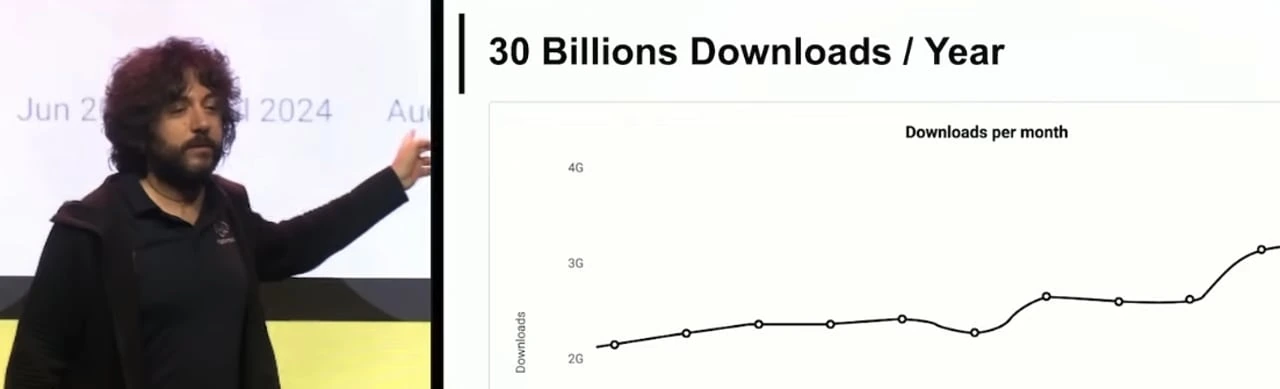 Jun 2
l 2024
Au
30 Billions Downloads / Year
Downloads per month
4G
3G
2G
Downloads